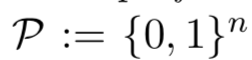 𝒫 := {0, 1}ⁿ